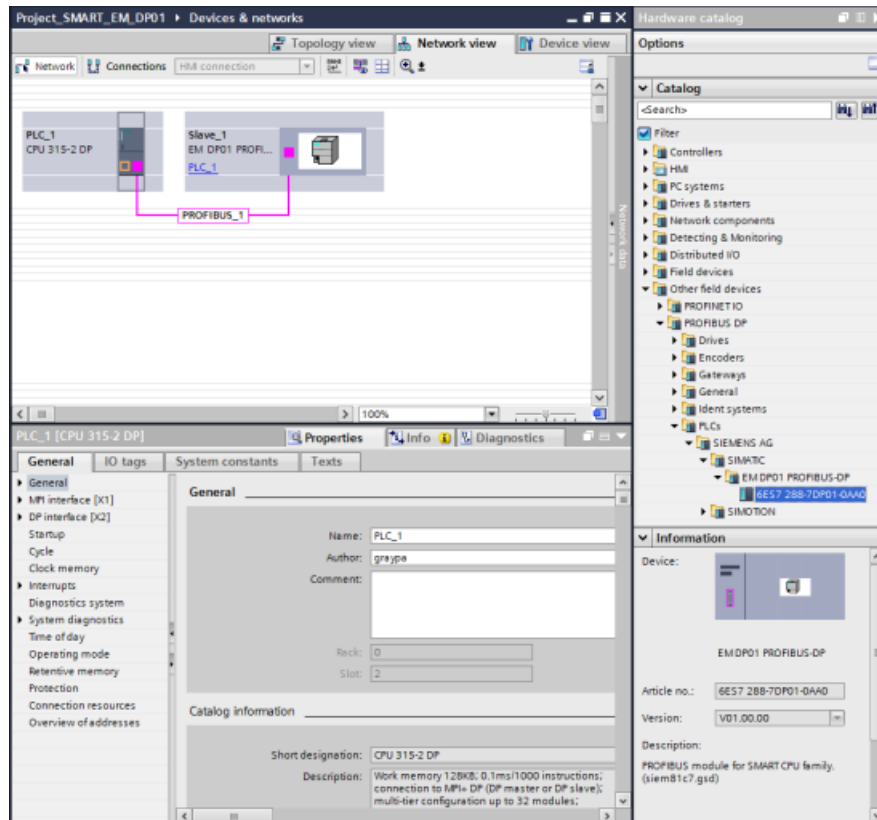 Project_SMART_EM_DP01 ▸ Devices & networks
Topology view
Network view
Device view
Network
Connections
HMI connection
PLC_1
CPU 315-2 DP
Slave_1
EM DP01 PROFI...
PLC_1
PROFIBUS_1
Network data
100%
PLC_1 [CPU 315-2 DP]
Properties
Info
Diagnostics
General
IO tags
System constants
Texts
General
MPI interface [X1]
DP interface [X2]
Startup
Cycle
Clock memory
Interrupts
Diagnostics system
System diagnostics
Time of day
Operating mode
Retentive memory
Protection
Connection resources
Overview of addresses
General
Name: PLC_1
Author: graypa
Comment:
Rack: 0
Slot: 2
Catalog information
Short designation: CPU 315-2 DP
Description: Work memory 128KB; 0.1ms/1000 instructions;
connection to MPI+ DP (DP master or DP slave);
multi-tier configuration up to 32 modules;
Hardware catalog
Options
Catalog
<Search>
Filter
Controllers
HMI
PC systems
Drives & starters
Network components
Detecting & Monitoring
Distributed I/O
Field devices
Other field devices
PROFINET IO
PROFIBUS DP
Drives
Encoders
Gateways
General
Ident systems
PLCs
SIEMENS AG
SIMATIC
EM DP01 PROFIBUS-DP
6ES7 288-7DP01-0AA0
SIMOTION
Information
Device:
EM DP01 PROFIBUS-DP
Article no.: 6ES7 288-7DP01-0AA0
Version: V01.00.00
Description:
PROFIBUS module for SMART CPU family.
(siem81c7.gsd)